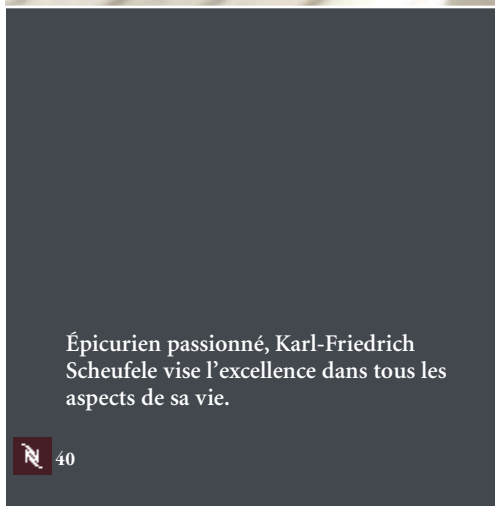 Épicurien passionné, Karl-Friedrich
Scheufele vise l’excellence dans tous les
aspects de sa vie.
40